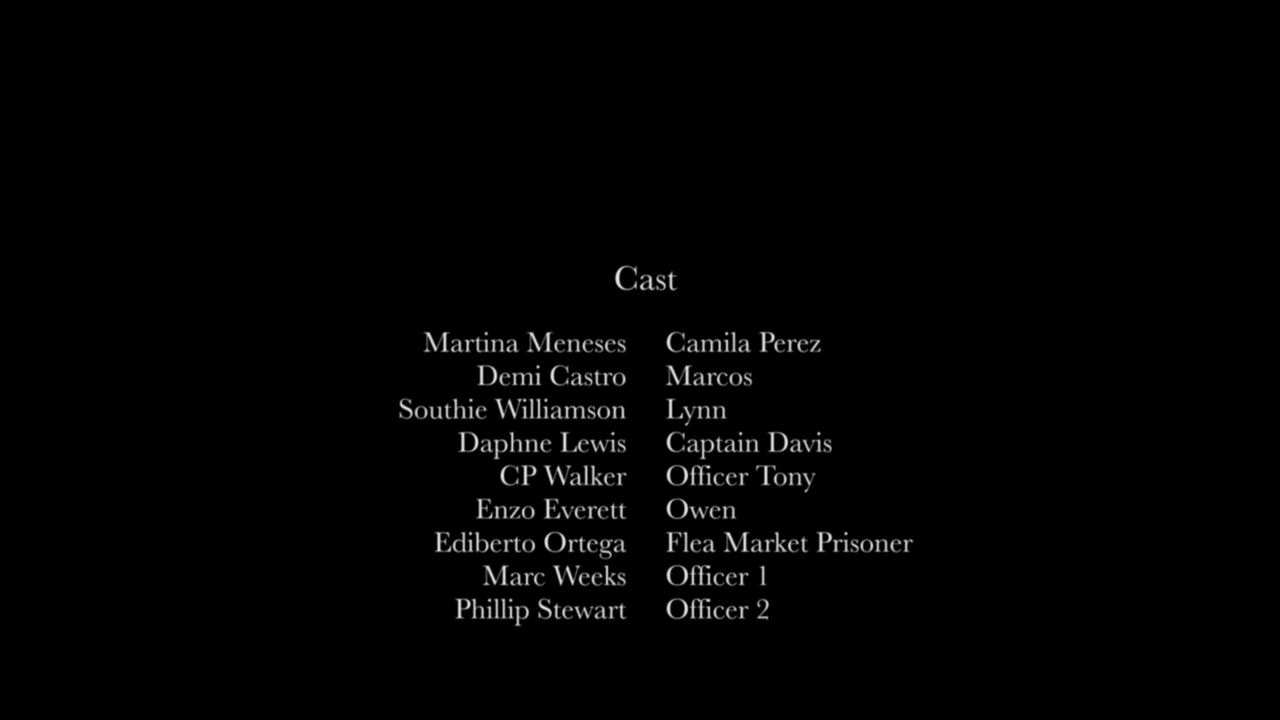 Cast
Martina Meneses Camila Perez
Demi Castro Marcos
Southie Williamson Lynn
Daphne Lewis Captain Davis
CP Walker Officer Tony
Enzo Everett Owen
Ediberto Ortega Flea Market Prisoner
Marc Weeks Officer 1
Phillip Stewart Officer 2